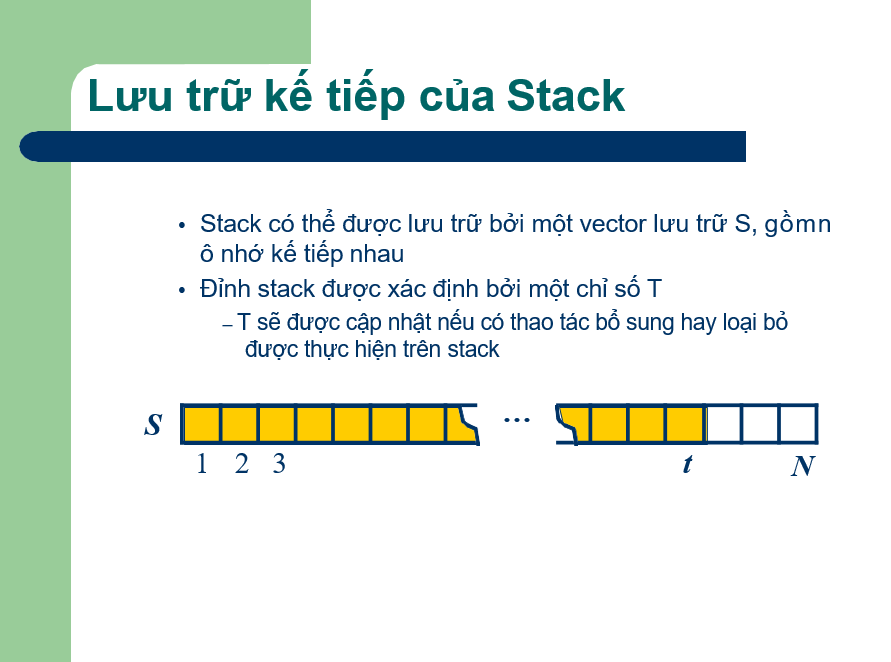 Lưu trữ kế tiếp của Stack
• Stack có thể được lưu trữ bởi một vector lưu trữ S, gồmn
ô nhớ kế tiếp nhau
• Đỉnh stack được xác định bởi một chỉ số T
– T sẽ được cập nhật nếu có thao tác bổ sung hay loại bỏ
được thực hiện trên stack
S ...
1 2 3 t N